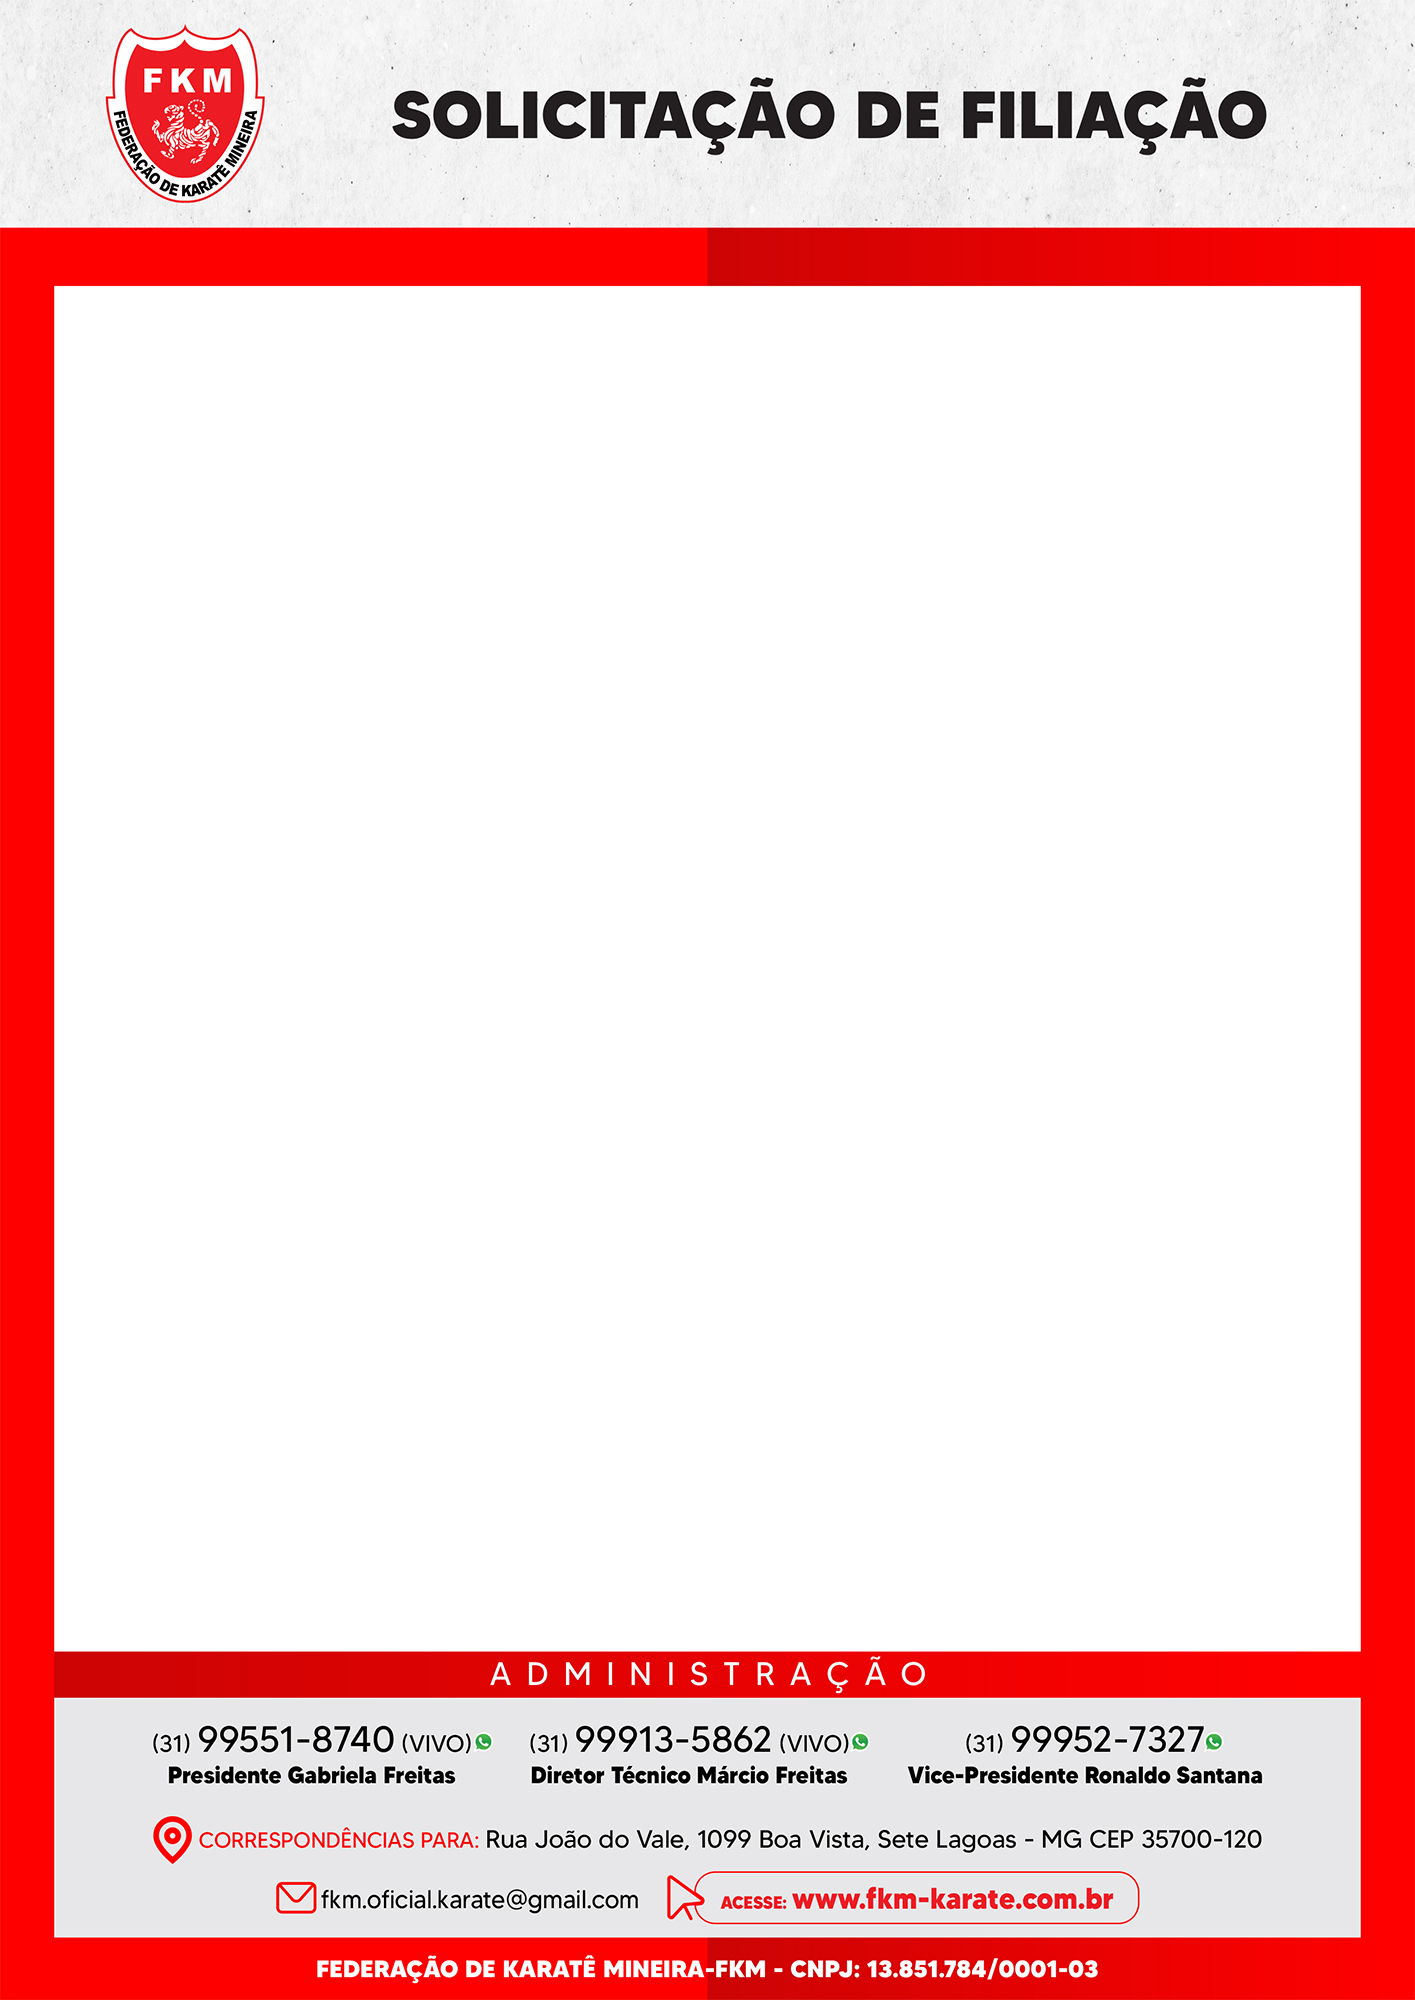 FKM
FEDERAÇÃO DE KARATÊ MINEIRA
SOLICITAÇÃO DE FILIAÇÃO
ADMINISTRAÇÃO
(31) 99551-8740 (VIVO) (31) 99913-5862 (VIVO) (31) 99952-7327
Presidente Gabriela Freitas Diretor Técnico Márcio Freitas Vice-Presidente Ronaldo Santana
CORRESPONDÊNCIAS PARA: Rua João do Vale, 1099 Boa Vista, Sete Lagoas - MG CEP 35700-120
fkm.oficial.karate@gmail.com ACESSE: www.fkm-karate.com.br
FEDERAÇÃO DE KARATÊ MINEIRA-FKM - CNPJ: 13.851.784/0001-03